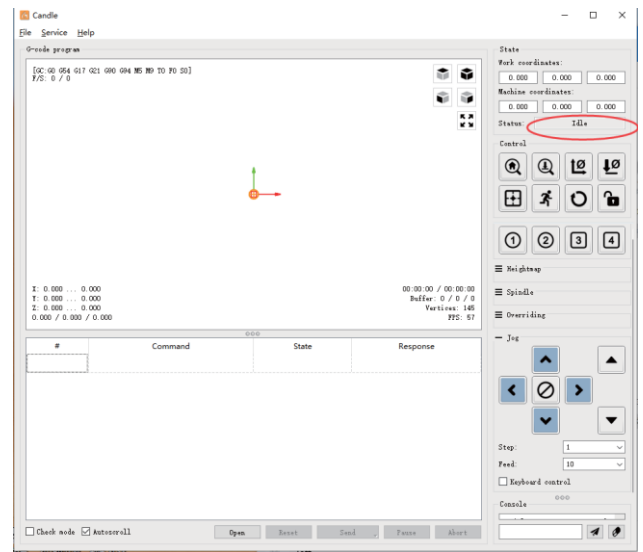 Candle
File Service Help
G-code program
[GC:G0 G54 G17 G21 G90 G94 M5 M9 T0 F0 S0]
F/S: 0 / 0
X: 0.000 ... 0.000
Y: 0.000 ... 0.000
Z: 0.000 ... 0.000
0.000 / 0.000 / 0.000
00:00:00 / 00:00:00
Buffer: 0 / 0 / 0
Vertices: 145
FPS: 57
# Command State Response
Check mode Autoscroll Open Reset Send Pause Abort
State
Work coordinates:
0.000 0.000 0.000
Machine coordinates:
0.000 0.000 0.000
Status: Idle
Control
1 2 3 4
Heightmap
Spindle
Overriding
Jog
Step: 1
Feed: 10
Keyboard control
Console